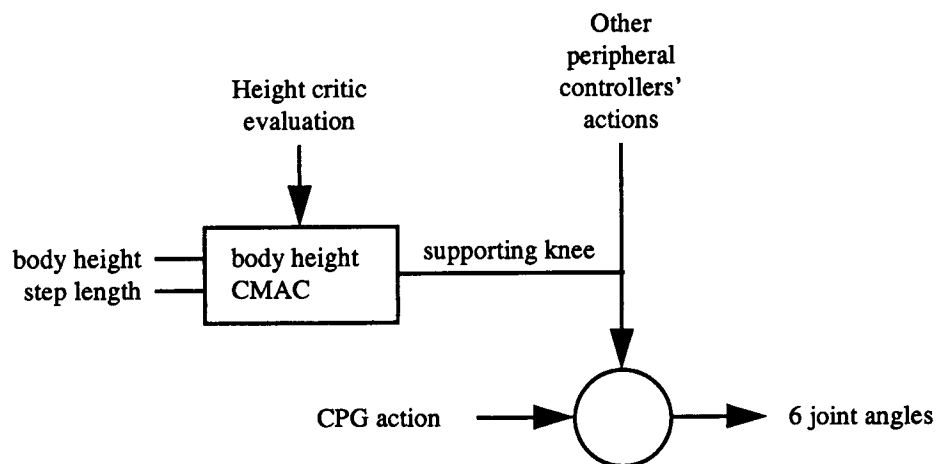 Other
peripheral
controllers'
actions
Height critic
evaluation
body height
step length
body height
CMAC
supporting knee
CPG action
6 joint angles